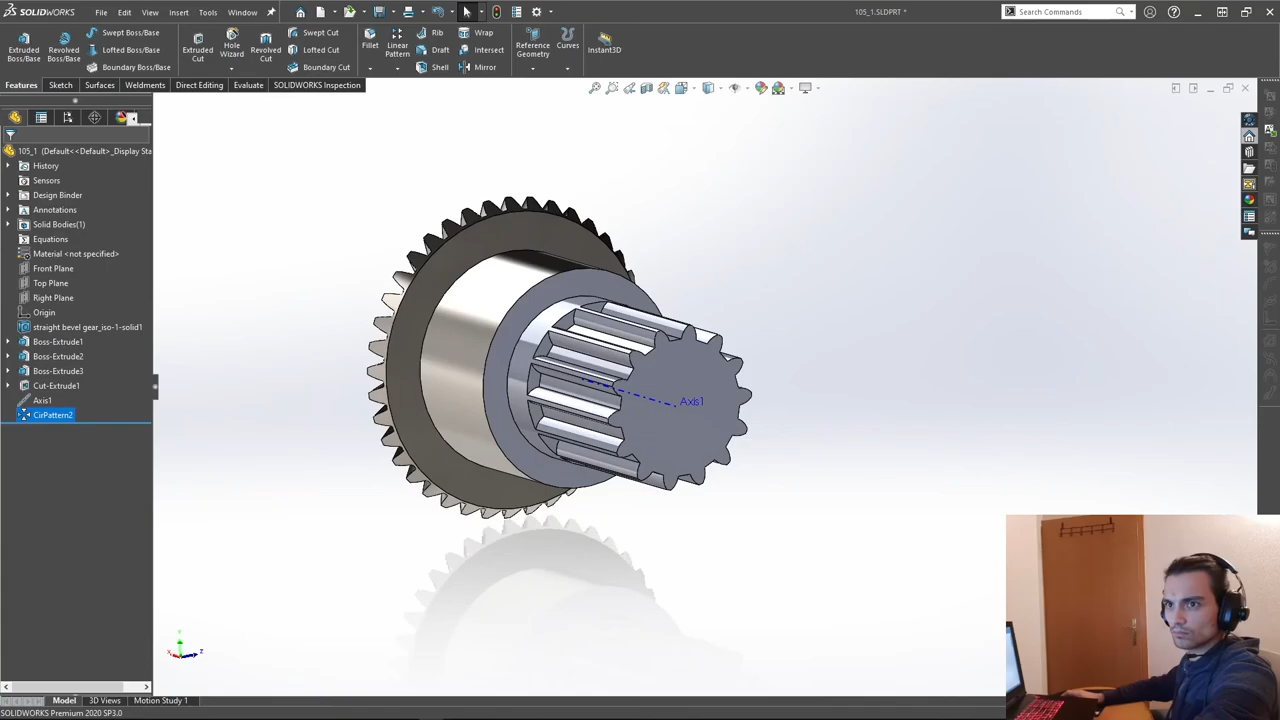 SOLIDWORKS File Edit View Insert Tools Window 105_1.SLDPRT * Search Commands
Extruded Boss/Base
Revolved Boss/Base
Swept Boss/Base
Lofted Boss/Base
Boundary Boss/Base
Extruded Cut
Hole Wizard
Revolved Cut
Swept Cut
Lofted Cut
Boundary Cut
Fillet
Linear Pattern
Rib
Draft
Shell
Wrap
Intersect
Mirror
Reference Geometry
Curves
Instant3D
Features Sketch Surfaces Weldments Direct Editing Evaluate SOLIDWORKS Inspection
105_1 (Default<<Default>_Display Sta
History
Sensors
Design Binder
Annotations
Solid Bodies(1)
Equations
Material <not specified>
Front Plane
Top Plane
Right Plane
Origin
straight bevel gear_iso-1-solid1
Boss-Extrude1
Boss-Extrude2
Boss-Extrude3
Cut-Extrude1
Axis1
CirPattern2
Axis1
Y
X
Z
Model 3D Views Motion Study 1
SOLIDWORKS Premium 2020 SP3.0